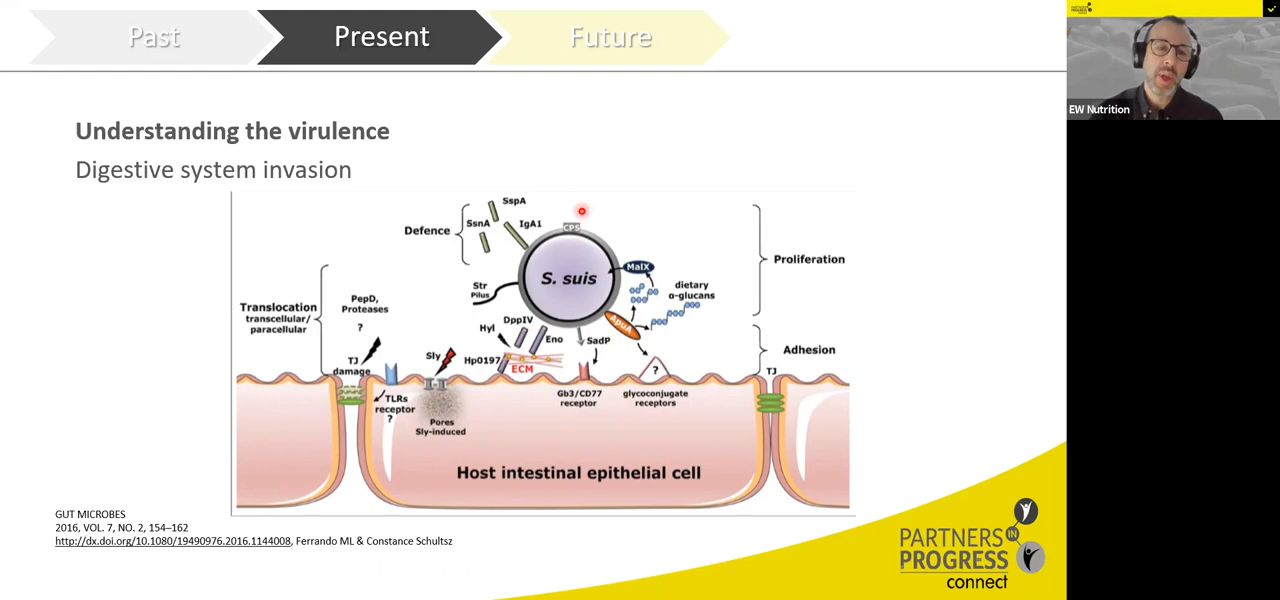 Past
Present
Future
PARTNERS
PROGRESS
connect
EW Nutrition
Understanding the virulence
Digestive system invasion
SspA
SsnA
IgA1
Defence
CPS
S. suis
MalX
dietary
α-glucans
ApuA
Proliferation
Str
Pilus
Translocation
transcellular/
paracellular
PepD,
Proteases
?
TJ
damage
TLRs
receptor
?
Sly
Pores
Sly-induced
Hyl
DppIV
Eno
Hp0197
ECM
SadP
Gb3/CD77
receptor
?
glycoconjugate
receptors
Adhesion
TJ
Host intestinal epithelial cell
GUT MICROBES
2016, VOL. 7, NO. 2, 154–162
http://dx.doi.org/10.1080/19490976.2016.1144008, Ferrando ML & Constance Schultsz
PARTNERS IN
PROGRESS
connect